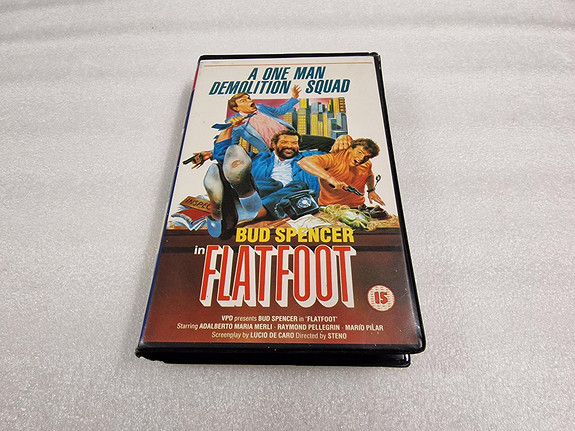 A ONE MAN
DEMOLITION SQUAD
BUD SPENCER
in FLATFOOT
15
VPD presents BUD SPENCER in "FLATFOOT"
Starring ADALBERTO MARIA MERLI · RAYMOND PELLEGRIN · MARIO PILAR
Screenplay by LUCIO DE CARO Directed by STENO